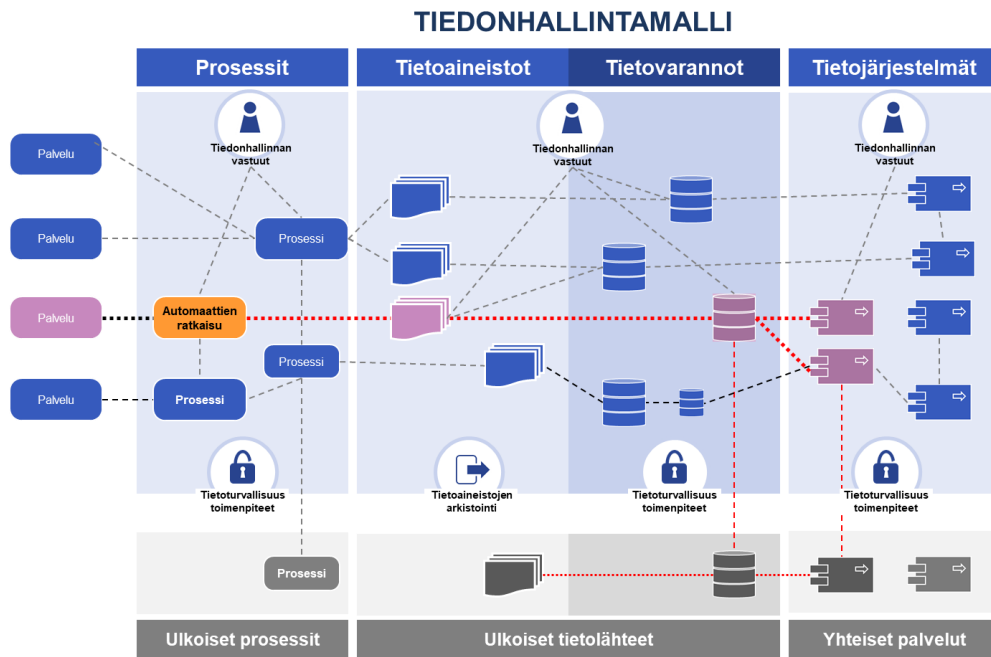 TIEDONHALLINTAMALLI
Prosessit
Tietoaineistot
Tietovarannot
Tietojärjestelmät
Tiedonhallinnan
vastuut
Tiedonhallinnan
vastuut
Tiedonhallinnan
vastuut
Palvelu
Palvelu
Prosessi
Palvelu
Automaattien
ratkaisu
Prosessi
Palvelu
Prosessi
Tietoturvallisuus
toimenpiteet
Tietoaineistojen
arkistointi
Tietoturvallisuus
toimenpiteet
Tietoturvallisuus
toimenpiteet
Prosessi
Ulkoiset prosessit
Ulkoiset tietolähteet
Yhteiset palvelut